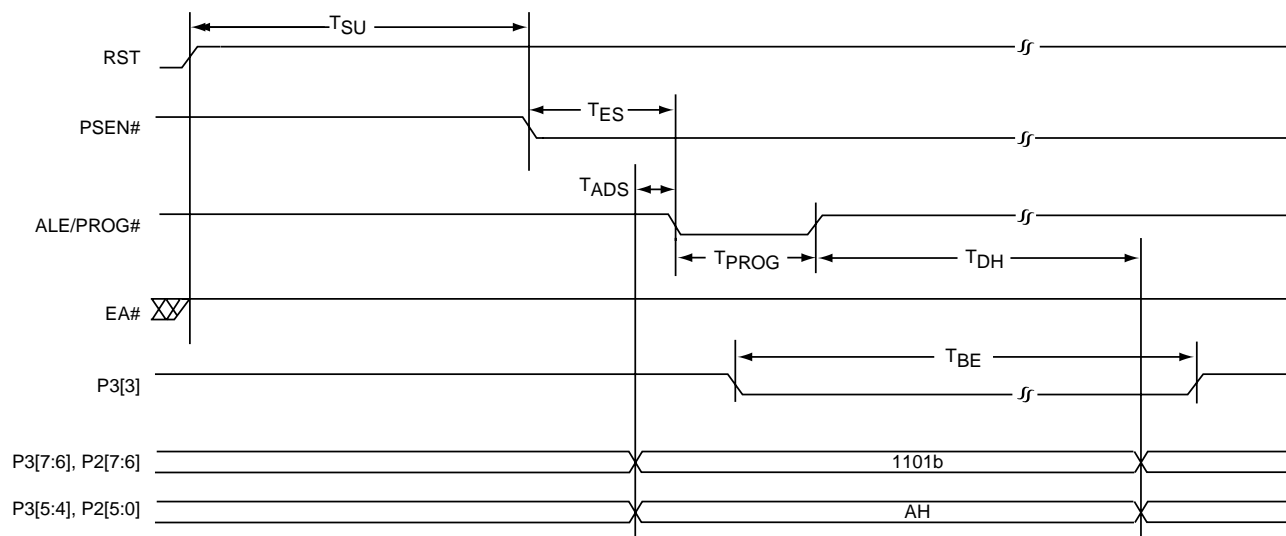 TSU
RST
TES
PSEN#
TADS
ALE/PROG#
TPROG
TDH
EA#
TBE
P3[3]
P3[7:6], P2[7:6]
1101b
P3[5:4], P2[5:0]
AH